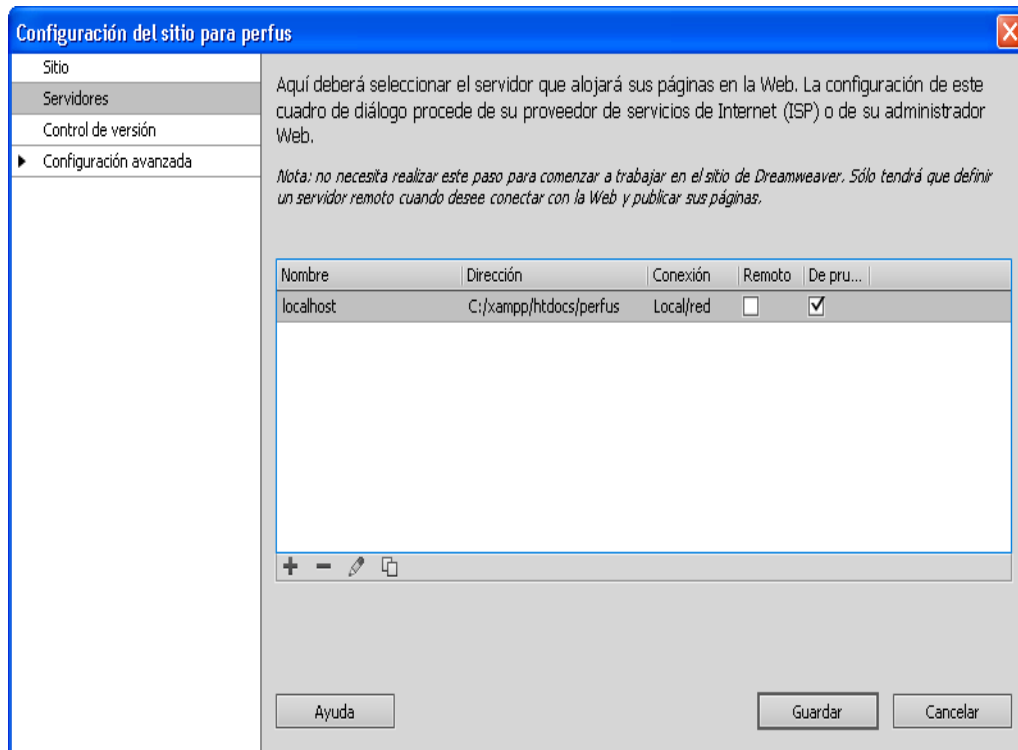 Configuración del sitio para perfus
Sitio
Servidores
Control de versión
Configuración avanzada
Aquí deberá seleccionar el servidor que alojará sus páginas en la Web. La configuración de este
cuadro de diálogo procede de su proveedor de servicios de Internet (ISP) o de su administrador
Web.
Nota: no necesita realizar este paso para comenzar a trabajar en el sitio de Dreamweaver. Sólo tendrá que definir
un servidor remoto cuando desee conectar con la Web y publicar sus páginas.
Nombre Dirección Conexión Remoto De pru...
localhost C:/xampp/htdocs/perfus Local/red
Ayuda Guardar Cancelar